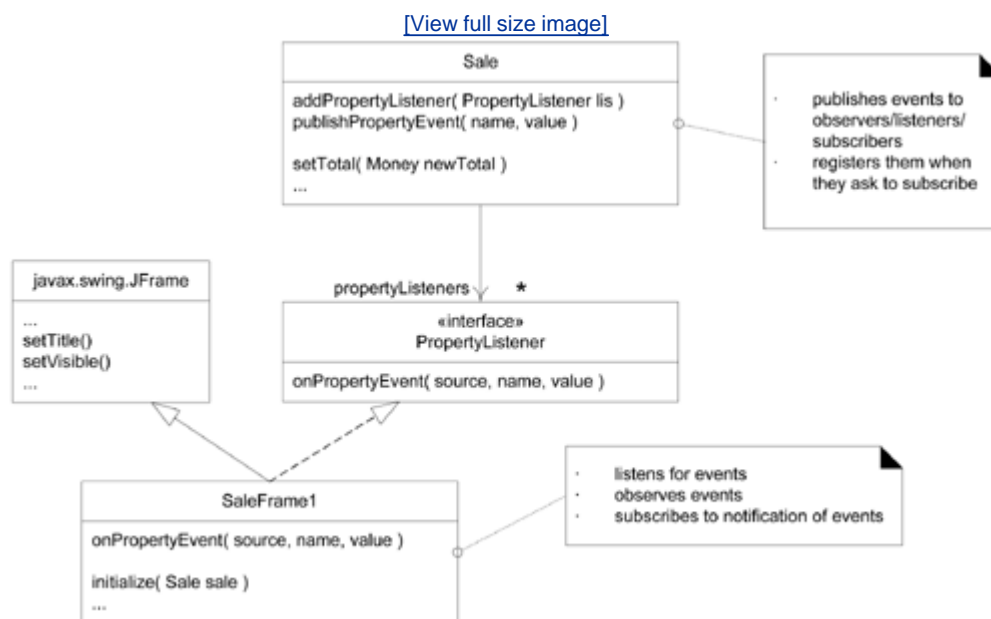 [View full size image]
Sale
addPropertyListener( PropertyListener lis )
publishPropertyEvent( name, value )
setTotal( Money newTotal )
...
· publishes events to
observers/listeners/
subscribers
· registers them when
they ask to subscribe
javax.swing.JFrame
...
setTitle()
setVisible()
...
propertyListeners *
«interface»
PropertyListener
onPropertyEvent( source, name, value )
SaleFrame1
onPropertyEvent( source, name, value )
initialize( Sale sale )
...
· listens for events
· observes events
· subscribes to notification of events